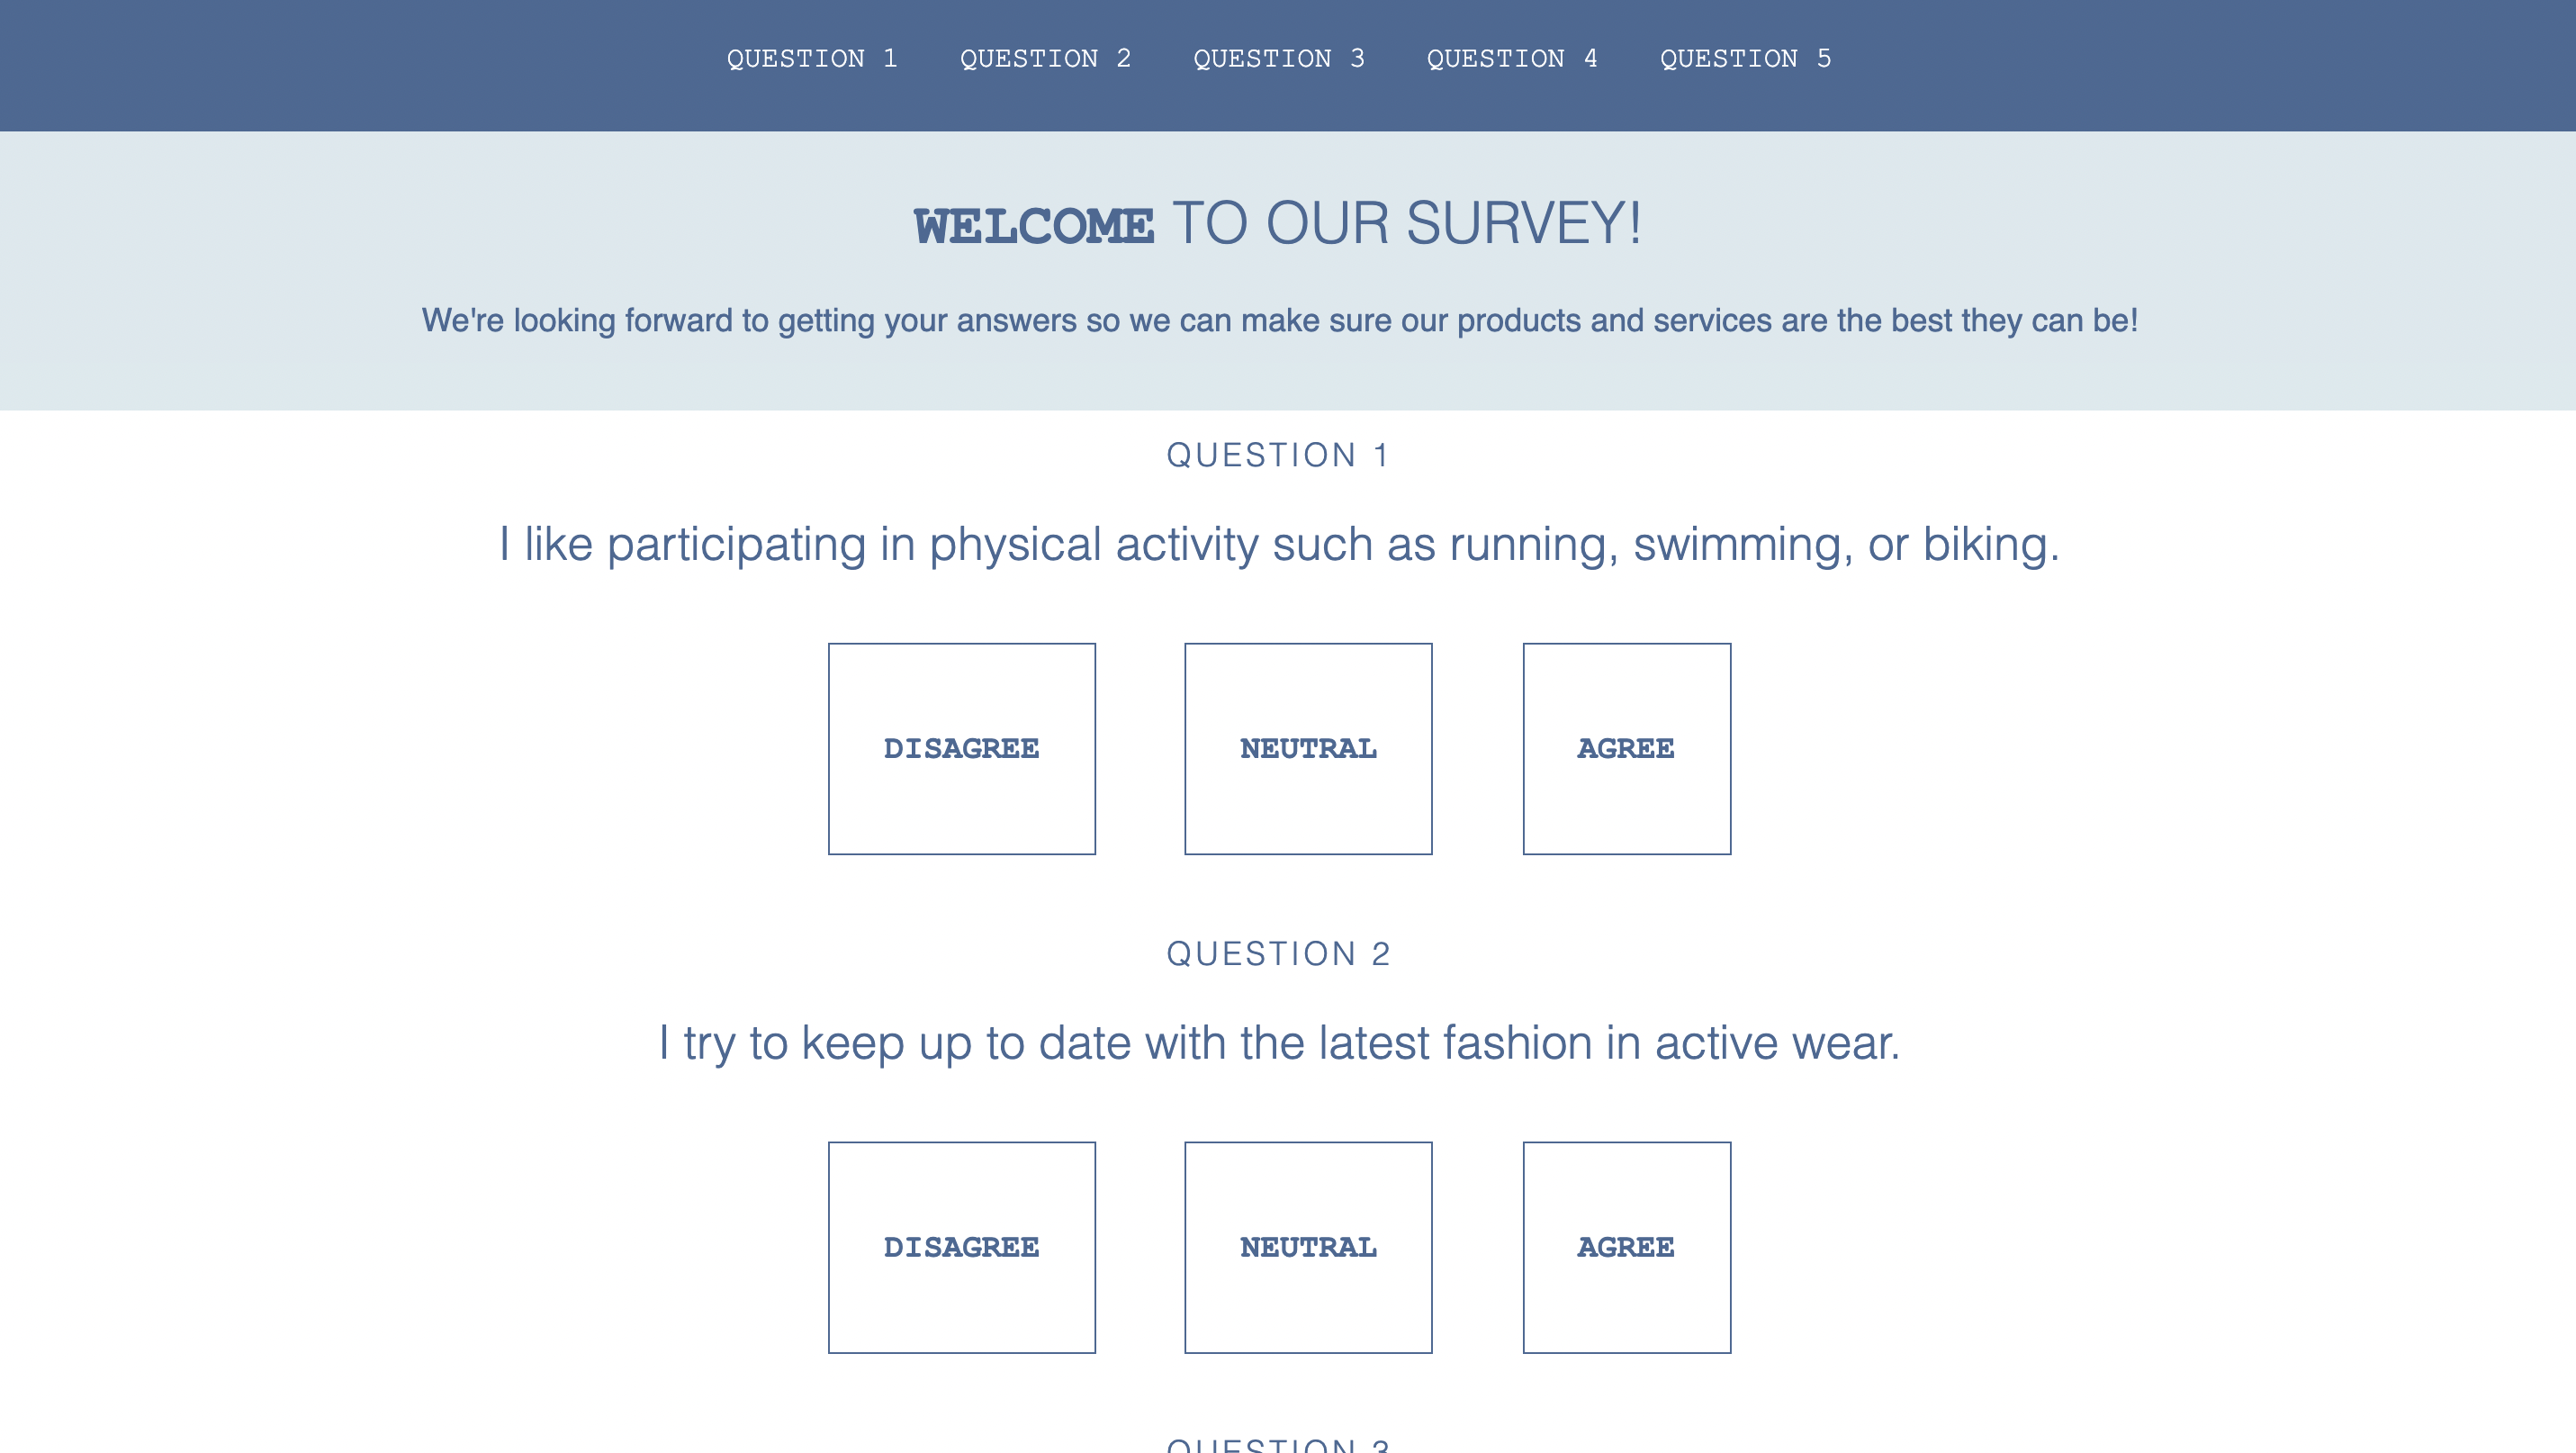 QUESTION 1 QUESTION 2 QUESTION 3 QUESTION 4 QUESTION 5
WELCOME TO OUR SURVEY!
We're looking forward to getting your answers so we can make sure our products and services are the best they can be!
QUESTION 1
I like participating in physical activity such as running, swimming, or biking.
DISAGREE NEUTRAL AGREE
QUESTION 2
I try to keep up to date with the latest fashion in active wear.
DISAGREE NEUTRAL AGREE
QUESTION 3